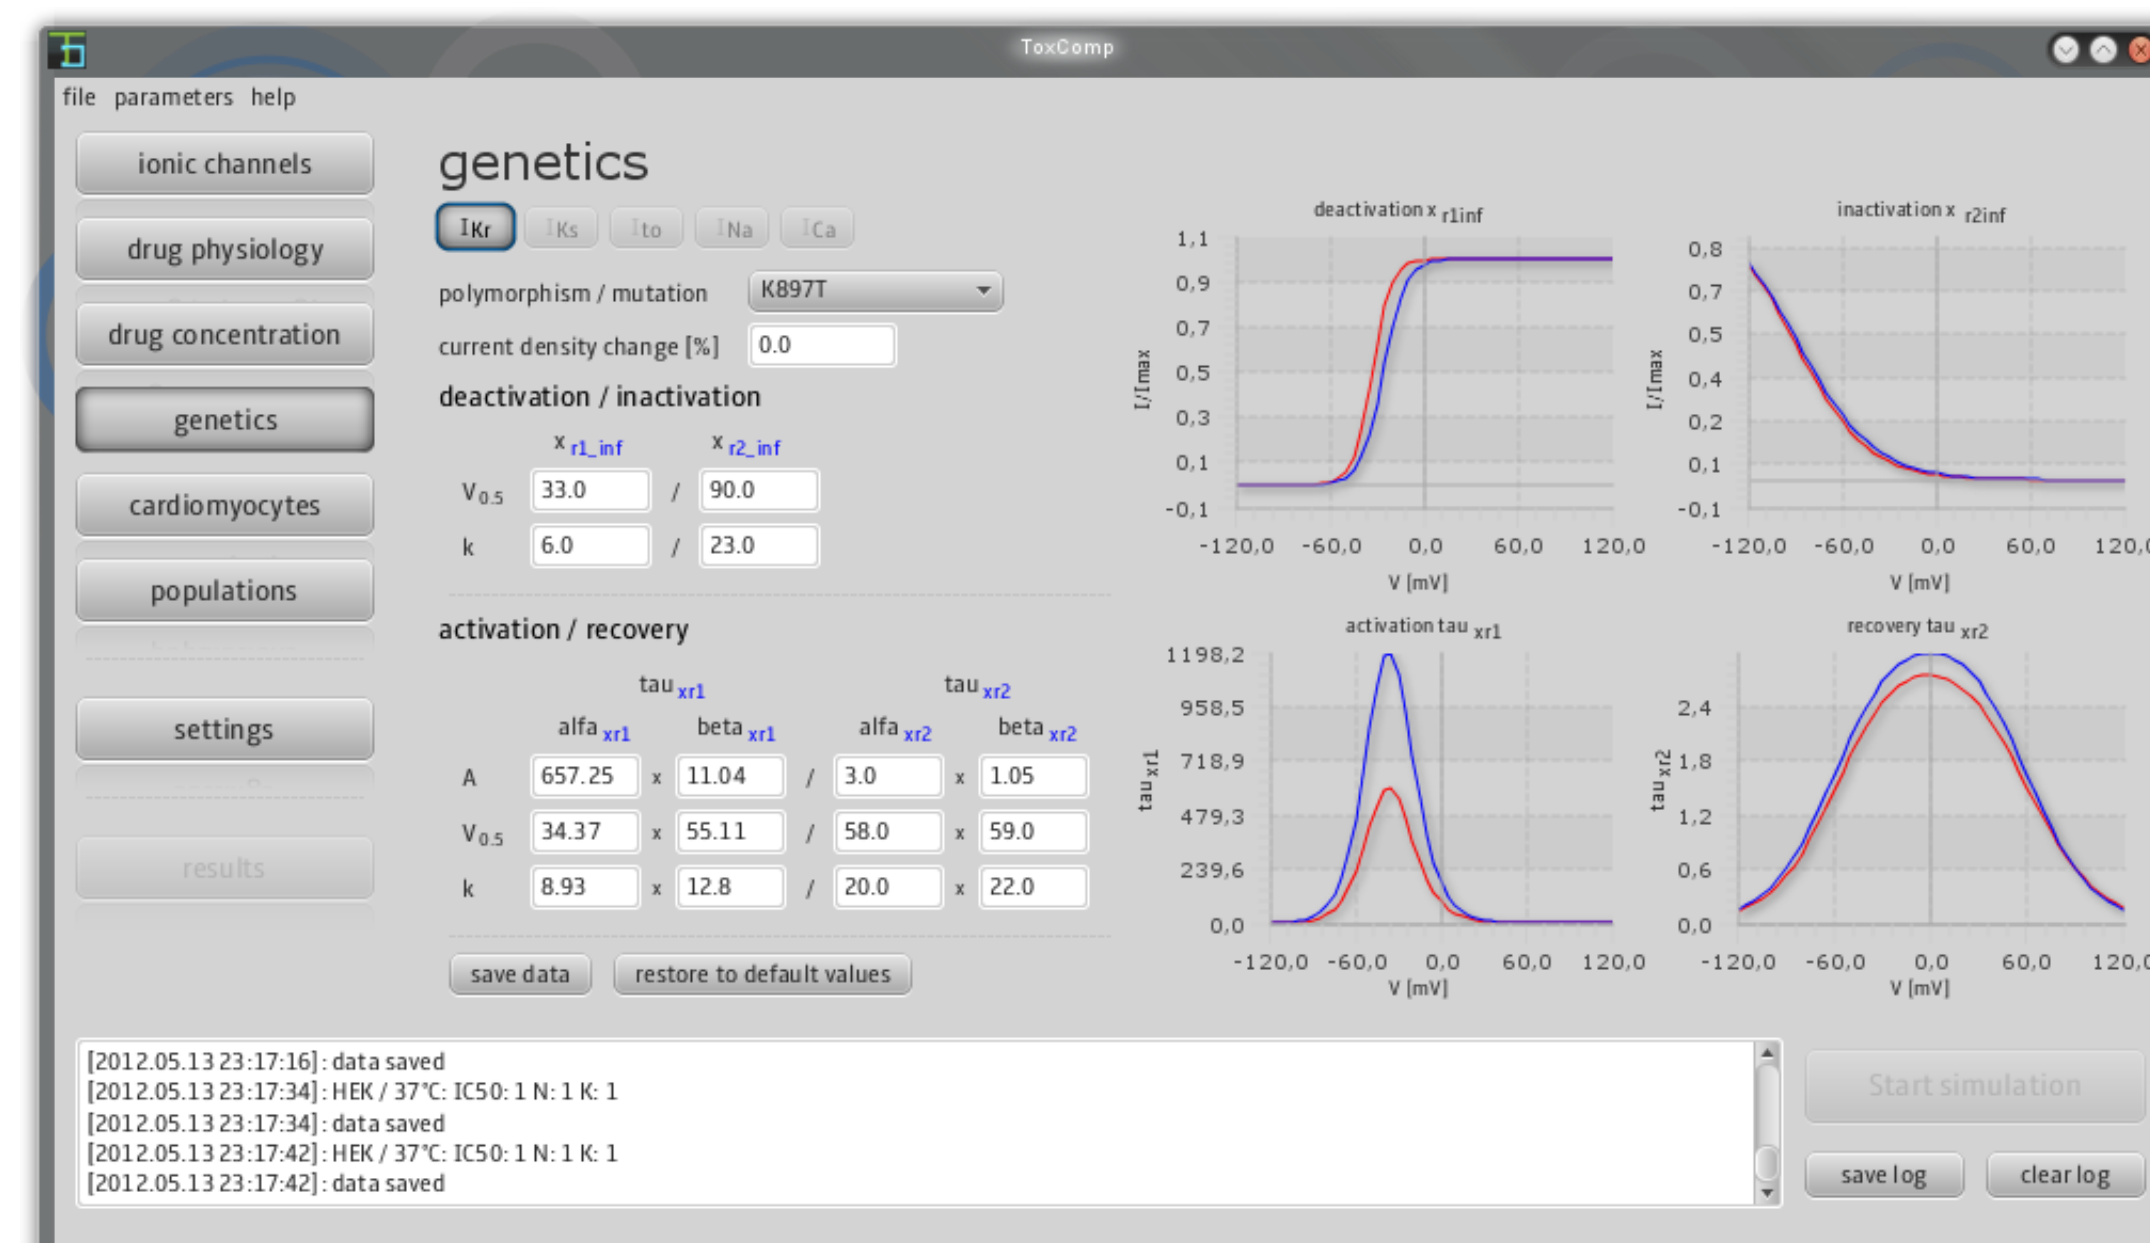 ToxComp
file parameters help
ionic channels
drug physiology
drug concentration
genetics
cardiomyocytes
populations
settings
results
genetics
IKr IKs Ito INa ICa
polymorphism / mutation K897T
current density change [%] 0.0
deactivation / inactivation
x r1_inf x r2_inf
V0.5 33.0 / 90.0
k 6.0 / 23.0
activation / recovery
tau xr1 tau xr2
alfa xr1 beta xr1 alfa xr2 beta xr2
A 657.25 x 11.04 / 3.0 x 1.05
V0.5 34.37 x 55.11 / 58.0 x 59.0
k 8.93 x 12.8 / 20.0 x 22.0
save data restore to default values
deactivation x r1inf
I/Imax
1,1
0,9
0,7
0,5
0,3
0,1
-0,1
-120,0 -60,0 0,0 60,0 120,0
V [mV]
inactivation x r2inf
I/Imax
0,8
0,7
0,5
0,4
0,2
0,1
-0,1
-120,0 -60,0 0,0 60,0 120,0
V [mV]
activation tau xr1
tau xr1
1198,2
958,5
718,9
479,3
239,6
0,0
-120,0 -60,0 0,0 60,0 120,0
V [mV]
recovery tau xr2
tau xr2
2,4
1,8
1,2
0,6
0,0
-120,0 -60,0 0,0 60,0 120,0
V [mV]
[2012.05.13 23:17:16]: data saved
[2012.05.13 23:17:34]: HEK / 37°C: IC50: 1 N: 1 K: 1
[2012.05.13 23:17:34]: data saved
[2012.05.13 23:17:42]: HEK / 37°C: IC50: 1 N: 1 K: 1
[2012.05.13 23:17:42]: data saved
Start simulation
save log clear log